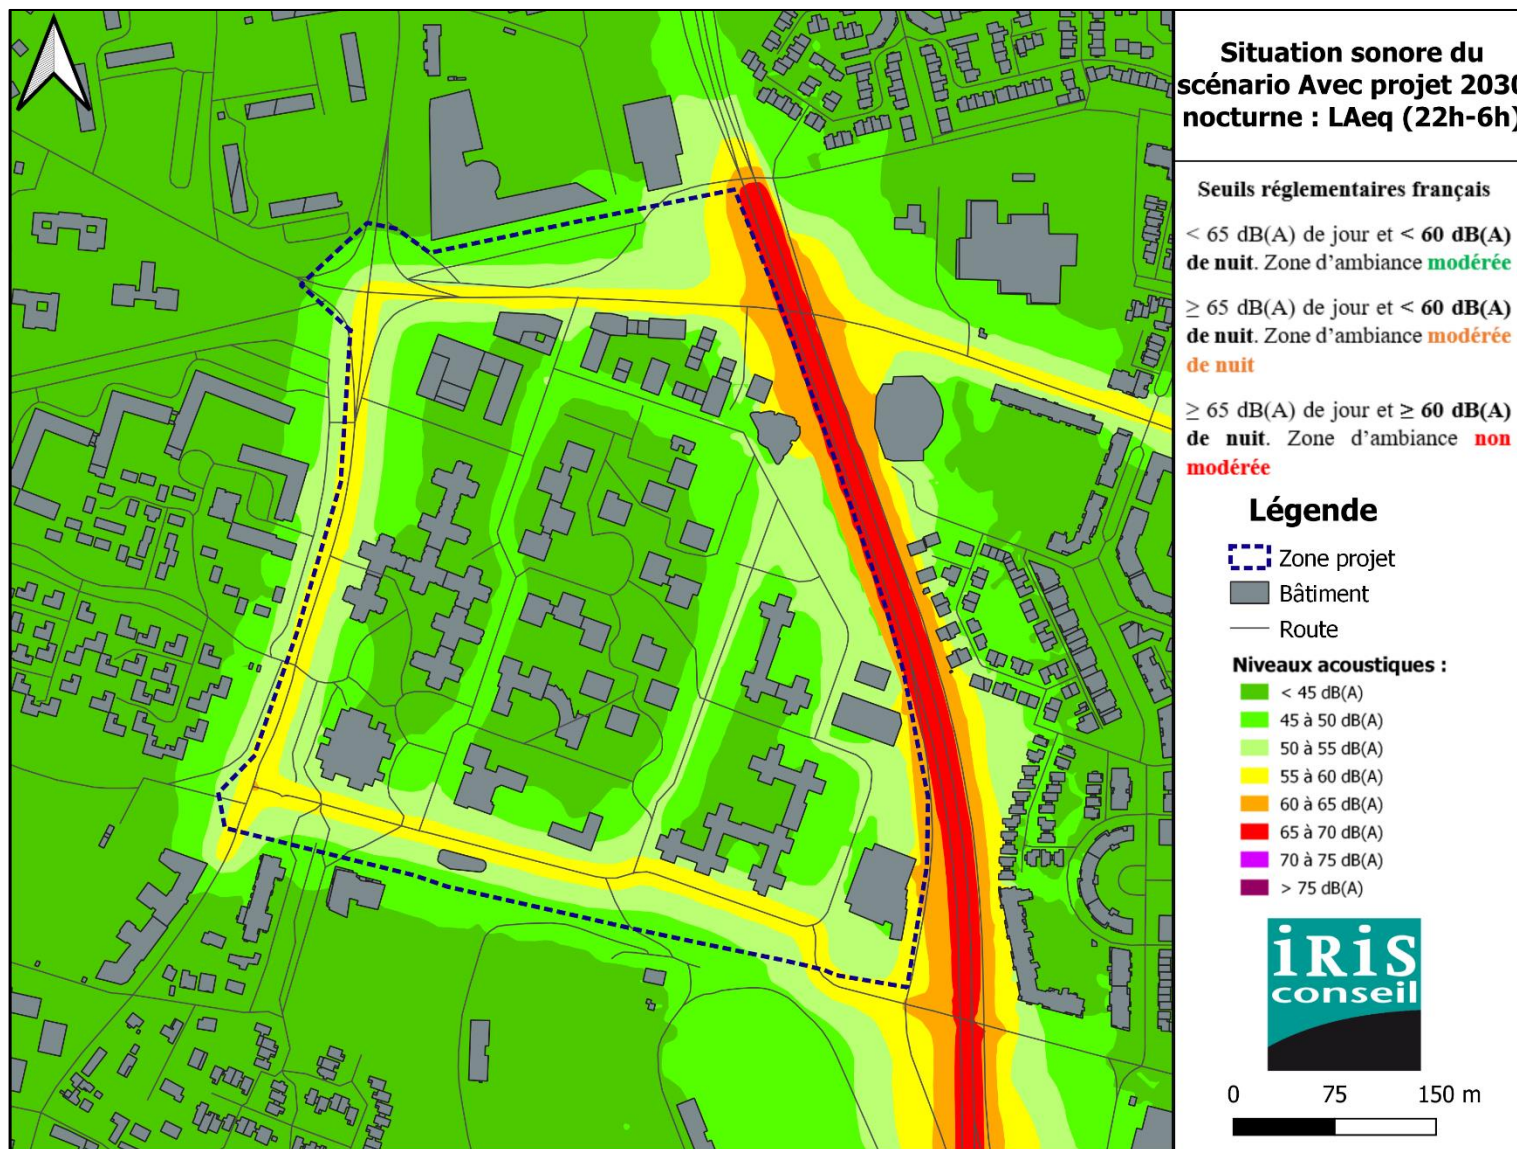 Situation sonore du
scénario Avec projet 2030
nocturne : LAeq (22h-6h)
Seuils réglementaires français
< 65 dB(A) de jour et < 60 dB(A)
de nuit. Zone d'ambiance modérée
≥ 65 dB(A) de jour et < 60 dB(A)
de nuit. Zone d'ambiance modérée
de nuit
≥ 65 dB(A) de jour et ≥ 60 dB(A)
de nuit. Zone d'ambiance non
modérée
Légende
Zone projet
Bâtiment
Route
Niveaux acoustiques :
< 45 dB(A)
45 à 50 dB(A)
50 à 55 dB(A)
55 à 60 dB(A)
60 à 65 dB(A)
65 à 70 dB(A)
70 à 75 dB(A)
> 75 dB(A)
iRiS
conseil
0 75 150 m